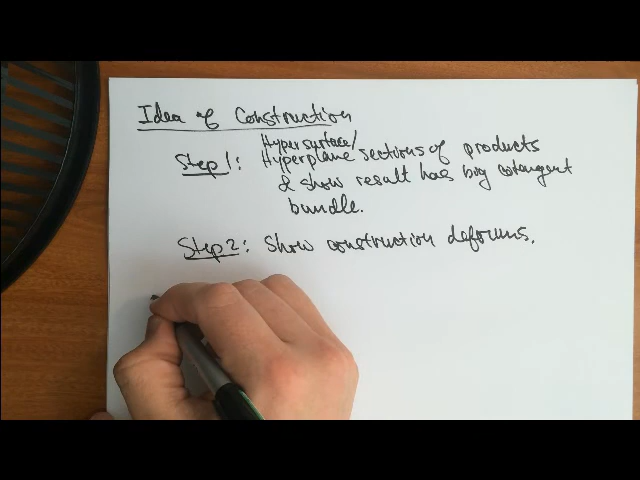 Idea of Construction
Hypersurface/
Step 1: Hyperplane sections of products
& show result has big cotangent
bundle.
Step 2: Show construction deforms.